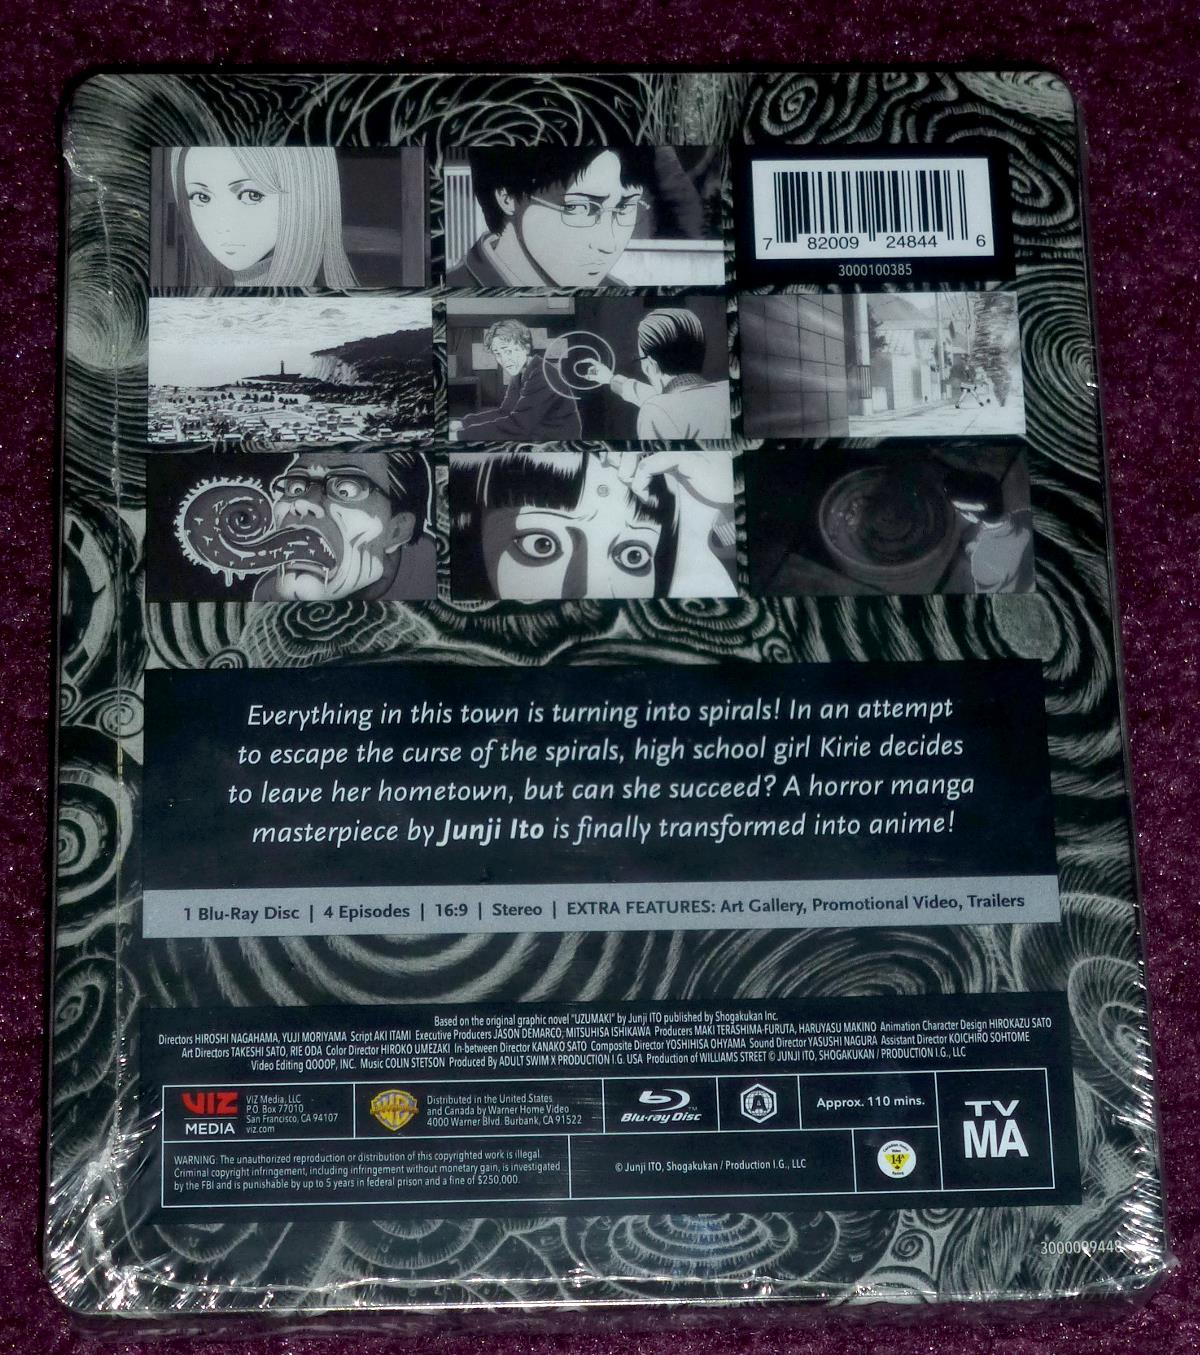 7 82009 24844 6
3000100385
Everything in this town is turning into spirals! In an attempt
to escape the curse of the spirals, high school girl Kirie decides
to leave her hometown, but can she succeed? A horror manga
masterpiece by Junji Ito is finally transformed into anime!
1 Blu-Ray Disc | 4 Episodes | 16:9 | Stereo | EXTRA FEATURES: Art Gallery, Promotional Video, Trailers
Based on the original graphic novel "UZUMAKI" by Junji ITO published by Shogakukan Inc.
Directors HIROSHI NAGAHAMA, YUJI MORIYAMA Script AKI ITAMI Executive Producers JASON DEMARCO, MITSUHISA ISHIKAWA Producers MAKI TERASHIMA-FURUTA, HARUYASU MAKINO Animation Character Design HIROKAZU SATO
Art Directors TAKESHI SATO, RIE ODA Color Director HIROKO UMEZAKI In-between Director KANAKO SATO Composite Director YOSHIHISA OHYAMA Sound Director YASUSHI NAGURA Assistant Director KOICHIRO SOHTOME
Video Editing QOOOP, INC. Music COLIN STETSON Produced By ADULT SWIM X PRODUCTION I.G. USA Production of WILLIAMS STREET © JUNJI ITO, SHOGAKUKAN / PRODUCTION I.G., LLC
VIZ MEDIA
VIZ Media, LLC
P.O. Box 77010
San Francisco, CA 94107
viz.com
Distributed in the United States
and Canada by Warner Home Video
4000 Warner Blvd. Burbank, CA 91522
Blu-ray Disc™
A
Approx. 110 mins.
TV
MA
WARNING: The unauthorized reproduction or distribution of this copyrighted work is illegal.
Criminal copyright infringement, including infringement without monetary gain, is investigated
by the FBI and is punishable by up to 5 years in federal prison and a fine of $250,000.
© Junji ITO, Shogakukan / Production I.G., LLC
14A
3000099448